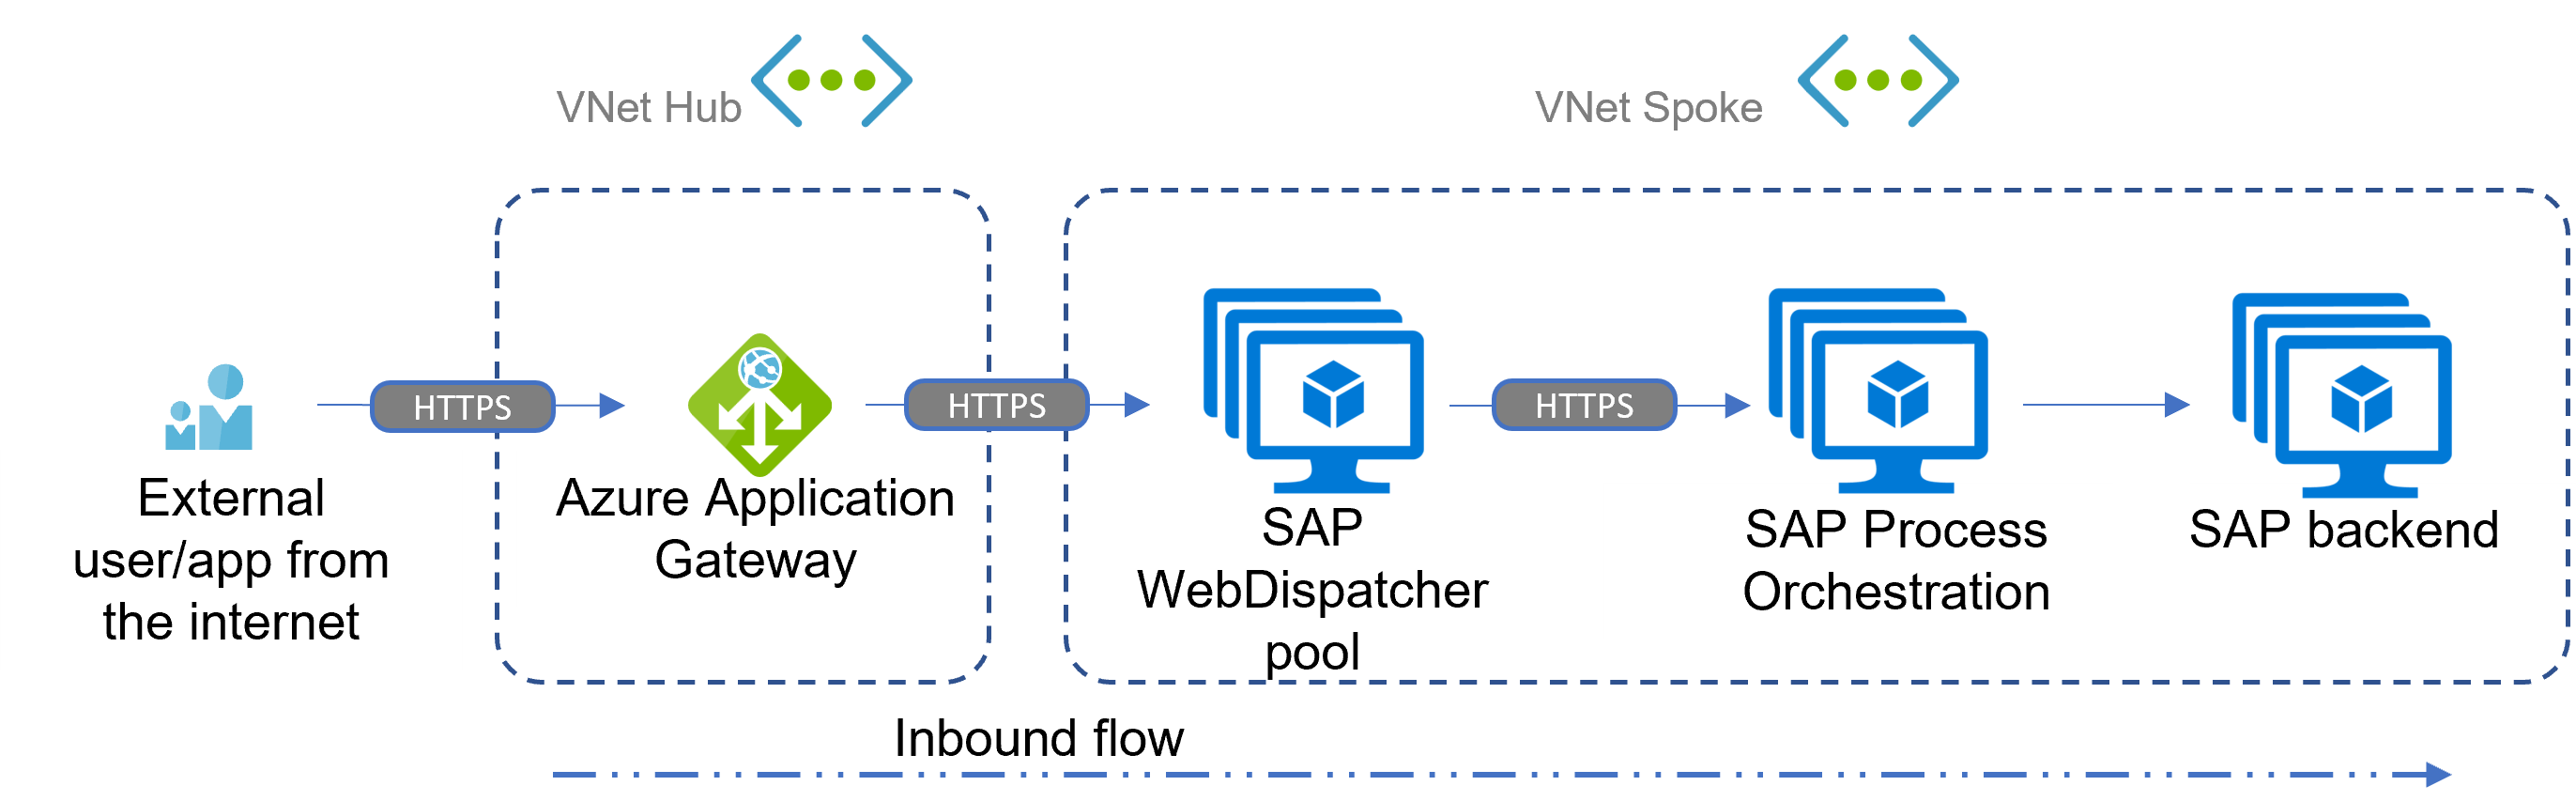 VNet Hub
VNet Spoke
HTTPS
HTTPS
HTTPS
External
user/app from
the internet
Azure Application
Gateway
SAP
WebDispatcher
pool
SAP Process
Orchestration
SAP backend
Inbound flow